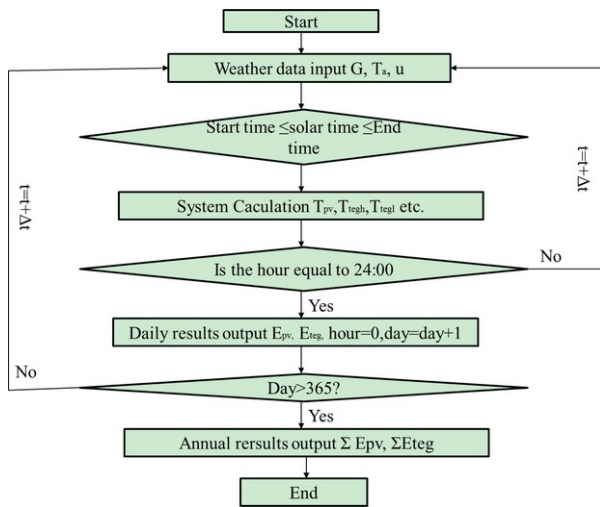 Start
Weather data input G, Ta, u
Start time ≤solar time ≤End
time
t=t+Δt
t=t+Δt
System Caculation Tpv,Ttegh,Ttegl etc.
Is the hour equal to 24:00
No
Yes
Daily results output Epv, Eteg, hour=0,day=day+1
No
Day>365?
Yes
Annual rersults output Σ Epv, ΣEteg
End